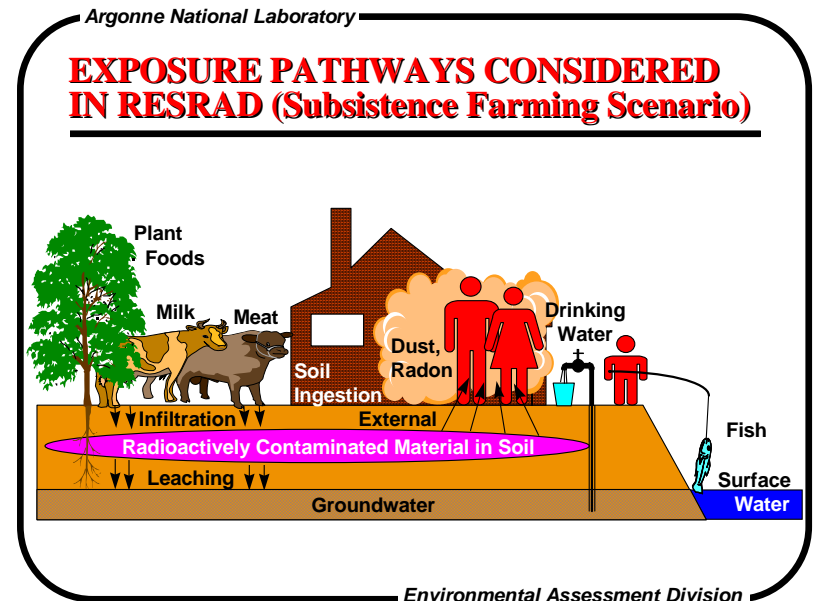 Argonne National Laboratory
EXPOSURE PATHWAYS CONSIDERED
IN RESRAD (Subsistence Farming Scenario)
Plant
Foods
Milk
Meat
Soil
Ingestion
Dust,
Radon
Drinking
Water
Infiltration
External
Radioactively Contaminated Material in Soil
Leaching
Groundwater
Fish
Surface
Water
Environmental Assessment Division